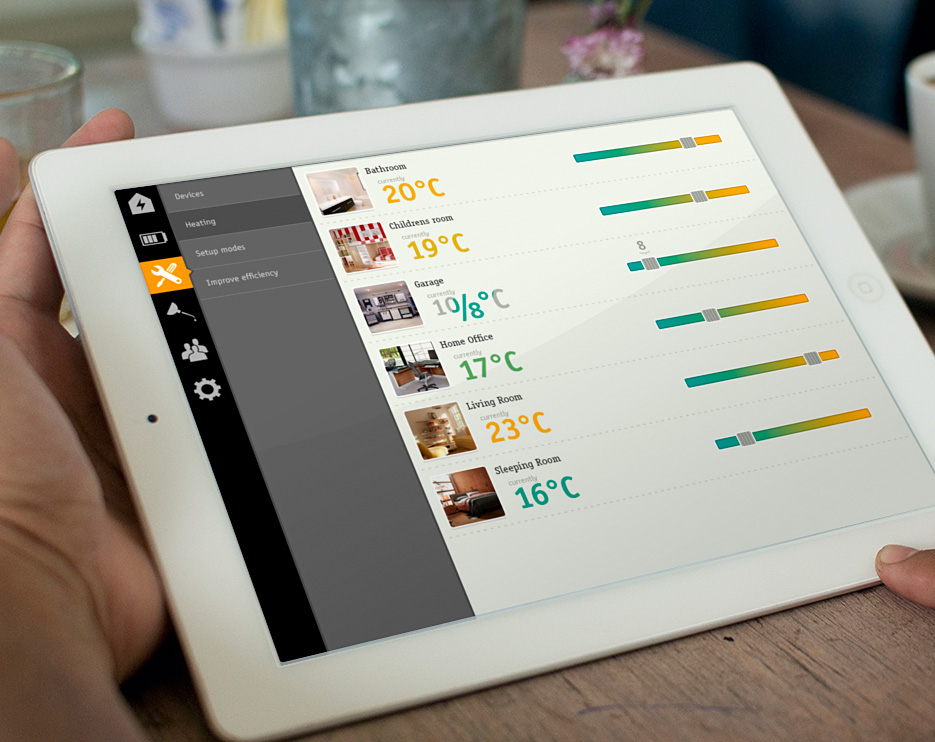 Devices
Heating
Setup modes
Improve efficiency
Bathroom
currently
20°C
Childrens room
currently
19°C
Garage
currently
10/8°C
8
Home Office
currently
17°C
Living Room
currently
23°C
Sleeping Room
currently
16°C